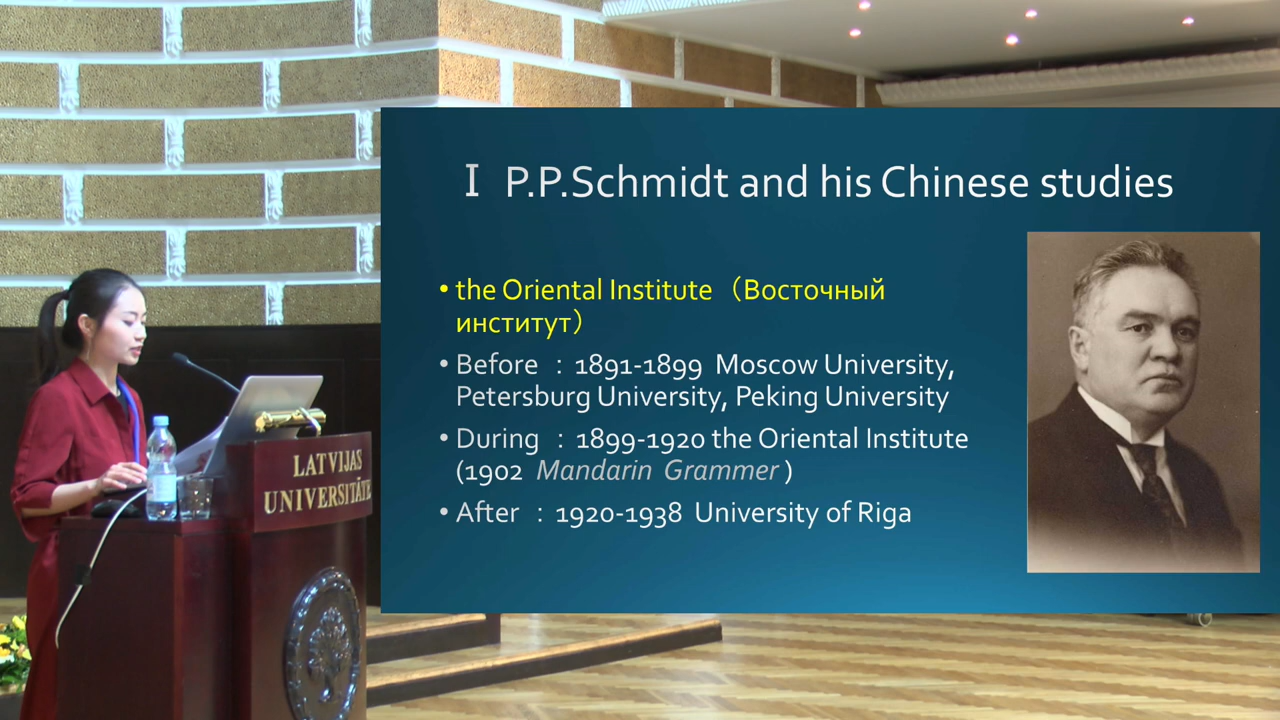 Ⅰ P.P.Schmidt and his Chinese studies
• the Oriental Institute（Восточный
институт）
• Before ：1891-1899 Moscow University,
Petersburg University, Peking University
• During ：1899-1920 the Oriental Institute
(1902 Mandarin Grammer )
• After ：1920-1938 University of Riga
LATVIJAS
UNIVERSITĀTE